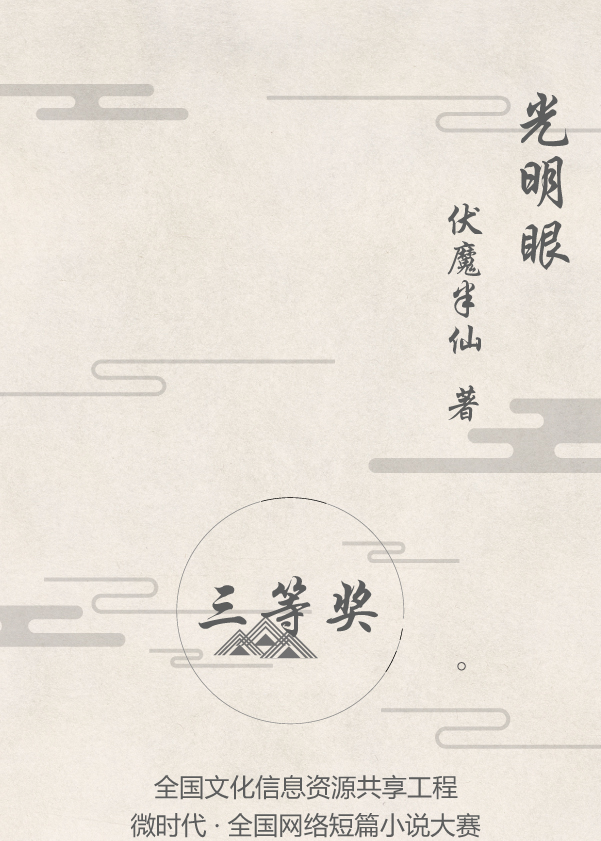 光明眼
伏魔半仙 著
三等奖
全国文化信息资源共享工程
微时代·全国网络短篇小说大赛